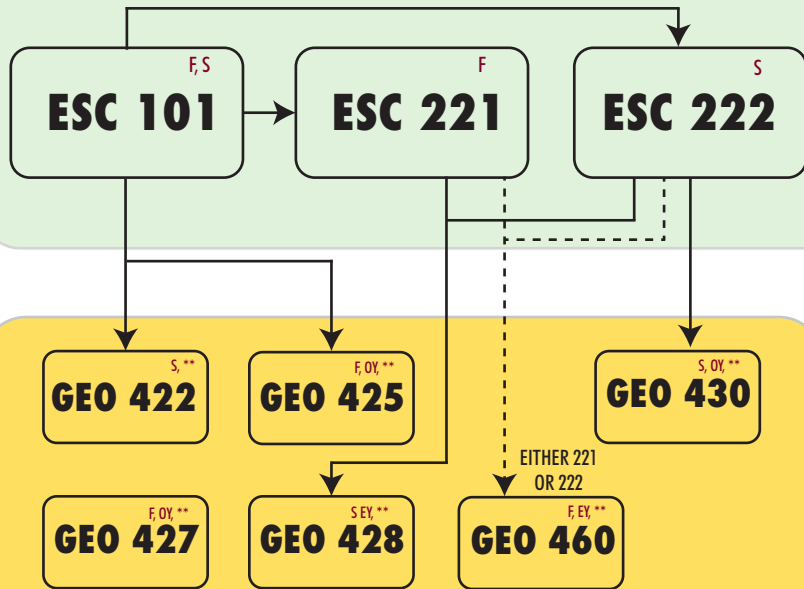 F, S
ESC 101
F
ESC 221
S
ESC 222
S, **
GEO 422
F, OY, **
GEO 425
S, OY, **
GEO 430
EITHER 221
OR 222
F, OY, **
GEO 427
S EY, **
GEO 428
F, EY, **
GEO 460